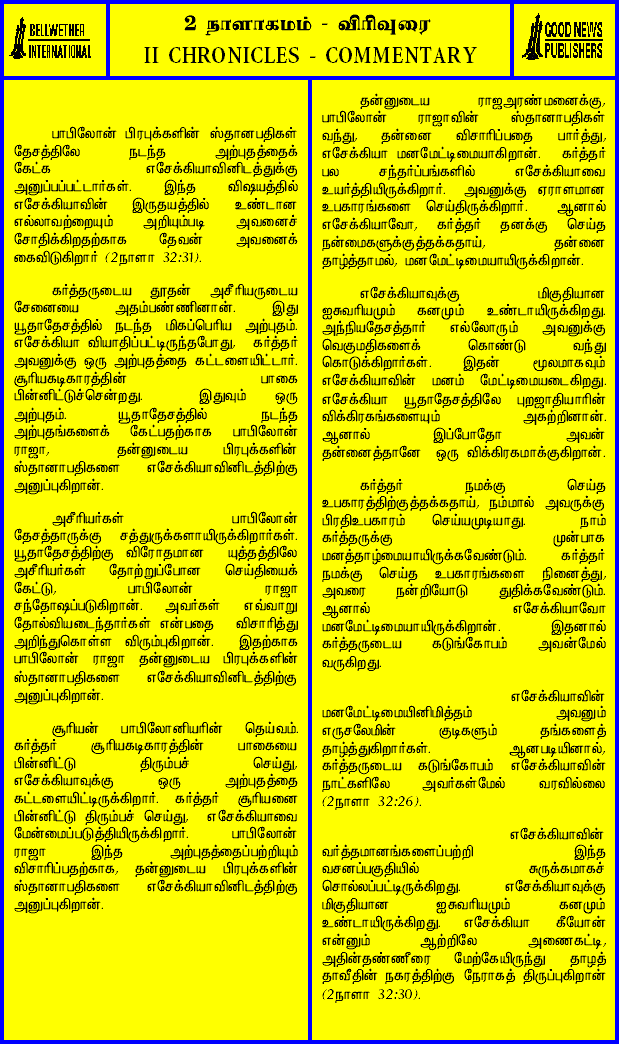 BELLWETHER
INTERNATIONAL
2 நாளாகமம் - விரிவுரை
II CHRONICLES - COMMENTARY
GOOD NEWS
PUBLISHERS
பாபிலோன் பிரபுக்களின் ஸ்தானபதிகள்
தேசத்திலே நடந்த அற்புதத்தைக்
கேட்க எசேக்கியாவினிடத்துக்கு
அனுப்பப்பட்டார்கள். இந்த விஷயத்தில்
எசேக்கியாவின் இருதயத்தில் உண்டான
எல்லாவற்றையும் அறியும்படி அவனைச்
சோதிக்கிறதற்காக தேவன் அவனைக்
கைவிடுகிறார் (2நாளா 32:31).
கர்த்தருடைய தூதன் அசீரியருடைய
சேனையை அதம்பண்ணினான். இது
யூதாதேசத்தில் நடந்த மிகப்பெரிய அற்புதம்.
எசேக்கியா வியாதிப்பட்டிருந்தபோது, கர்த்தர்
அவனுக்கு ஒரு அற்புதத்தை கட்டளையிட்டார்.
சூரியகடிகாரத்தின் பாகை
பின்னிட்டுச்சென்றது. இதுவும் ஒரு
அற்புதம். யூதாதேசத்தில் நடந்த
அற்புதங்களைக் கேட்பதற்காக பாபிலோன்
ராஜா, தன்னுடைய பிரபுக்களின்
ஸ்தானாபதிகளை எசேக்கியாவினிடத்திற்கு
அனுப்புகிறான்.
அசீரியர்கள் பாபிலோன்
தேசத்தாருக்கு சத்துருக்களாயிருக்கிறார்கள்.
யூதாதேசத்திற்கு விரோதமான யுத்தத்திலே
அசீரியர்கள் தோற்றுப்போன செய்தியைக்
கேட்டு, பாபிலோன் ராஜா
சந்தோஷப்படுகிறான். அவர்கள் எவ்வாறு
தோல்வியடைந்தார்கள் என்பதை விசாரித்து
அறிந்துகொள்ள விரும்புகிறான். இதற்காக
பாபிலோன் ராஜா தன்னுடைய பிரபுக்களின்
ஸ்தானாபதிகளை எசேக்கியாவினிடத்திற்கு
அனுப்புகிறான்.
சூரியன் பாபிலோனியரின் தெய்வம்.
கர்த்தர் சூரியகடிகாரத்தின் பாகையை
பின்னிட்டு திரும்பச் செய்து,
எசேக்கியாவுக்கு ஒரு அற்புதத்தை
கட்டளையிட்டிருக்கிறார். கர்த்தர் சூரியனை
பின்னிட்டு திரும்பச் செய்து, எசேக்கியாவை
மேன்மைப்படுத்தியிருக்கிறார். பாபிலோன்
ராஜா இந்த அற்புதத்தைப்பற்றியும்
விசாரிப்பதற்காக, தன்னுடைய பிரபுக்களின்
ஸ்தானாபதிகளை எசேக்கியாவினிடத்திற்கு
அனுப்புகிறான்.
தன்னுடைய ராஜஅரண்மனைக்கு,
பாபிலோன் ராஜாவின் ஸ்தானாபதிகள்
வந்து, தன்னை விசாரிப்பதை பார்த்து,
எசேக்கியா மனமேட்டிமையாகிறான். கர்த்தர்
பல சந்தர்ப்பங்களில் எசேக்கியாவை
உயர்த்தியிருக்கிறார். அவனுக்கு ஏராளமான
உபகாரங்களை செய்திருக்கிறார். ஆனால்
எசேக்கியாவோ, கர்த்தர் தனக்கு செய்த
நன்மைகளுக்குத்தக்கதாய், தன்னை
தாழ்த்தாமல், மனமேட்டிமையாயிருக்கிறான்.
எசேக்கியாவுக்கு மிகுதியான
ஐசுவரியமும் கனமும் உண்டாயிருக்கிறது.
அந்நியதேசத்தார் எல்லோரும் அவனுக்கு
வெகுமதிகளைக் கொண்டு வந்து
கொடுக்கிறார்கள். இதன் மூலமாகவும்
எசேக்கியாவின் மனம் மேட்டிமையடைகிறது.
எசேக்கியா யூதாதேசத்திலே புறஜாதியாரின்
விக்கிரகங்களையும் அகற்றினான்.
ஆனால் இப்போதோ அவன்
தன்னைத்தானே ஒரு விக்கிரகமாக்குகிறான்.
கர்த்தர் நமக்கு செய்த
உபகாரத்திற்குத்தக்கதாய், நம்மால் அவருக்கு
பிரதிஉபகாரம் செய்யமுடியாது. நாம்
கர்த்தருக்கு முன்பாக
மனத்தாழ்மையாயிருக்கவேண்டும். கர்த்தர்
நமக்கு செய்த உபகாரங்களை நினைத்து,
அவரை நன்றியோடு துதிக்கவேண்டும்.
ஆனால் எசேக்கியாவோ
மனமேட்டிமையாயிருக்கிறான். இதனால்
கர்த்தருடைய கடுங்கோபம் அவன்மேல்
வருகிறது.
எசேக்கியாவின்
மனமேட்டிமையினிமித்தம் அவனும்
எருசலேமின் குடிகளும் தங்களைத்
தாழ்த்துகிறார்கள். ஆனபடியினால்,
கர்த்தருடைய கடுங்கோபம் எசேக்கியாவின்
நாட்களிலே அவர்கள்மேல் வரவில்லை
(2நாளா 32:26).
எசேக்கியாவின்
வர்த்தமானங்களைப்பற்றி இந்த
வசனப்பகுதியில் சுருக்கமாகச்
சொல்லப்பட்டிருக்கிறது. எசேக்கியாவுக்கு
மிகுதியான ஐசுவரியமும் கனமும்
உண்டாயிருக்கிறது. எசேக்கியா கீயோன்
என்னும் ஆற்றிலே அணைகட்டி,
அதின்தண்ணீரை மேற்கேயிருந்து தாழத்
தாவீதின் நகரத்திற்கு நேராகத் திருப்புகிறான்
(2நாளா 32:30).